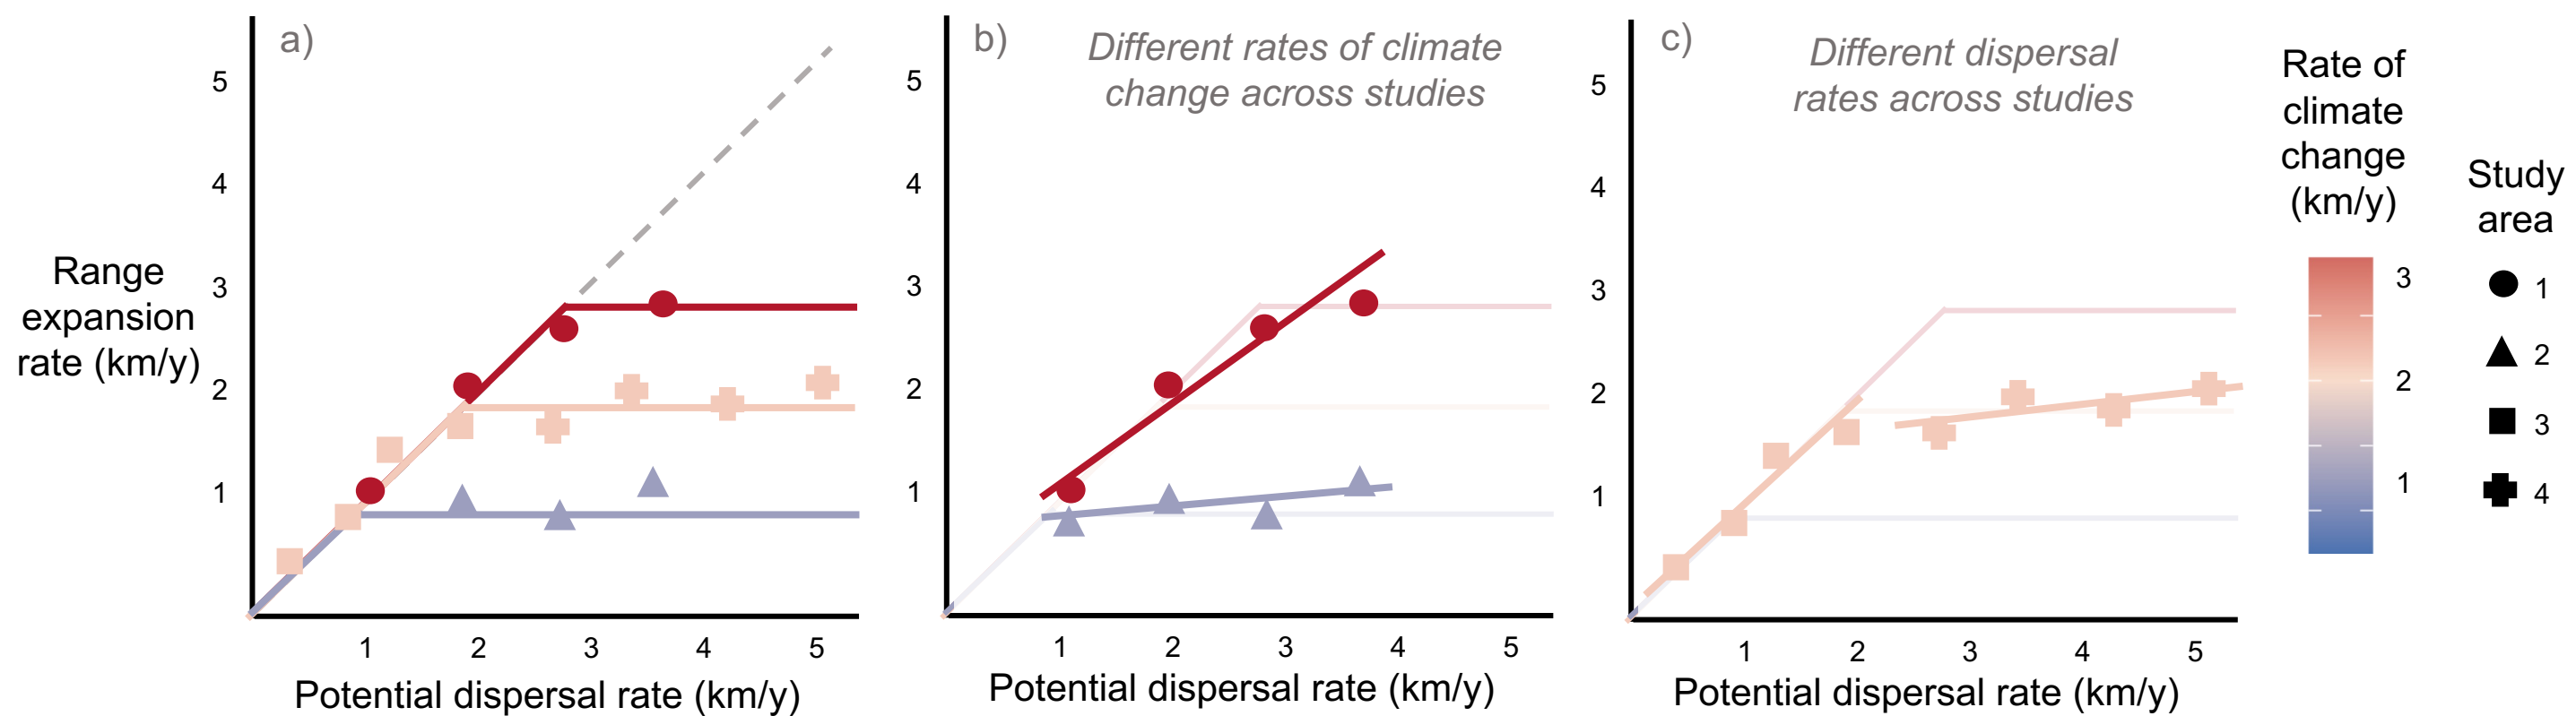 a)
5
4
3
2
1
Range
expansion
rate (km/y)
1 2 3 4 5
Potential dispersal rate (km/y)
b)
Different rates of climate
change across studies
5
4
3
2
1
1 2 3 4 5
Potential dispersal rate (km/y)
c)
Different dispersal
rates across studies
5
4
3
2
1
1 2 3 4 5
Potential dispersal rate (km/y)
Rate of
climate
change
(km/y)
3
2
1
Study
area
1
2
3
4